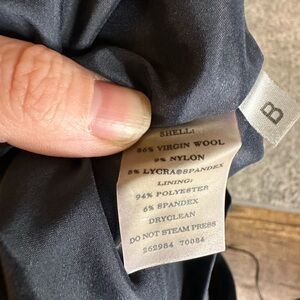 SHELL:
86% VIRGIN WOOL
9% NYLON
5% LYCRA®SPANDEX
LINING:
94% POLYESTER
6% SPANDEX
DRYCLEAN
DO NOT STEAM PRESS
262984 70084
B